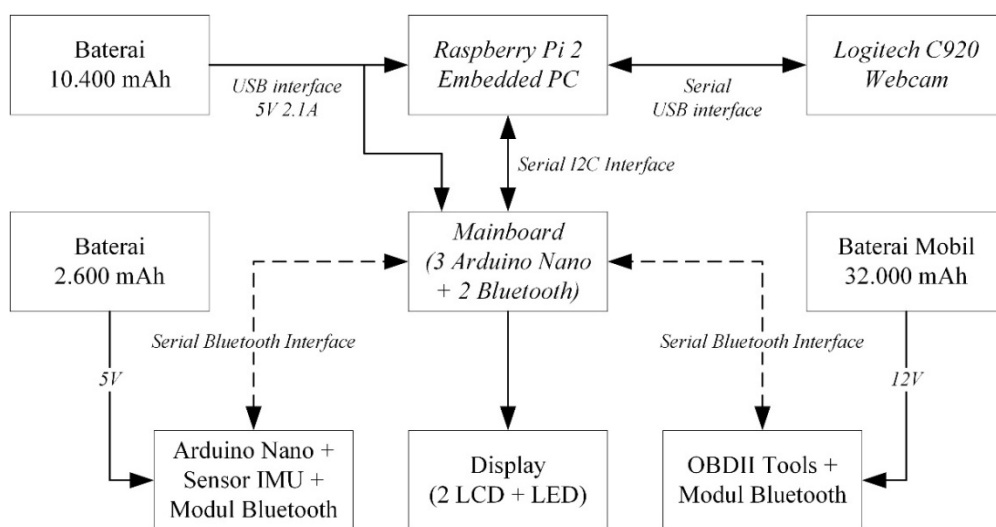 Baterai
10.400 mAh
USB interface
5V 2.1A
Raspberry Pi 2
Embedded PC
Serial
USB interface
Logitech C920
Webcam
Serial I2C Interface
Baterai
2.600 mAh
Mainboard
(3 Arduino Nano
+ 2 Bluetooth)
Baterai Mobil
32.000 mAh
Serial Bluetooth Interface
Serial Bluetooth Interface
5V
12V
Arduino Nano +
Sensor IMU +
Modul Bluetooth
Display
(2 LCD + LED)
OBDII Tools +
Modul Bluetooth